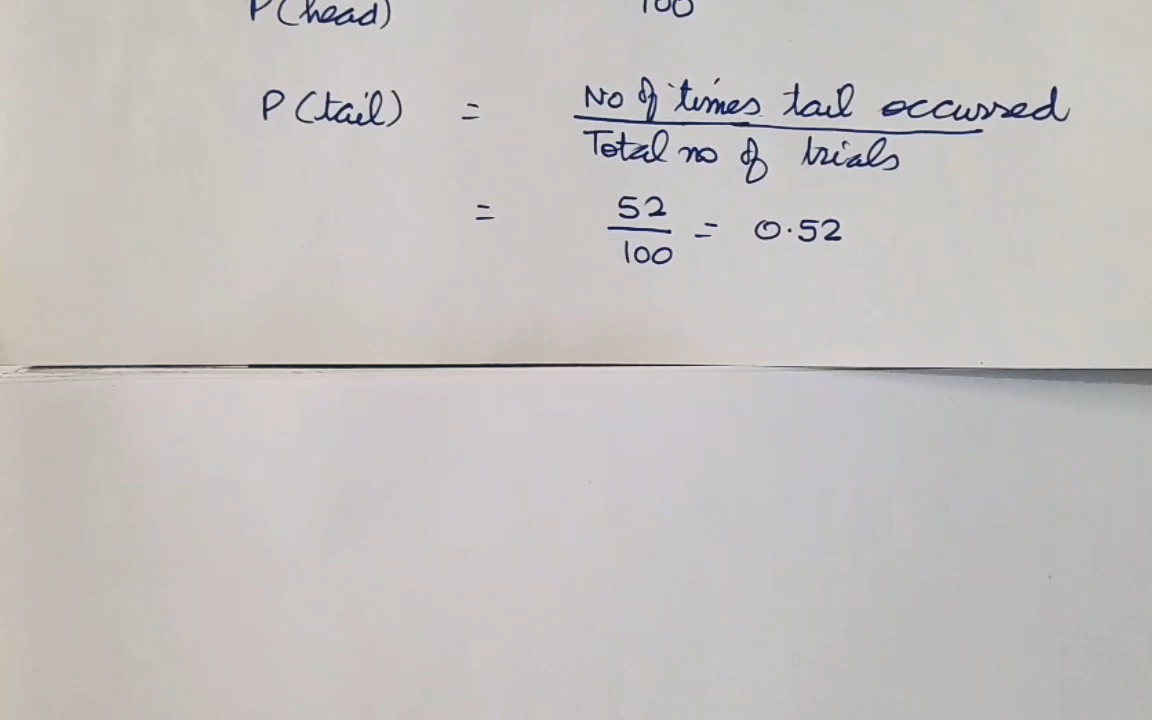 P(head) 100
P(tail) = No of times tail occurred
Total no of trials
= 52
100 = 0.52